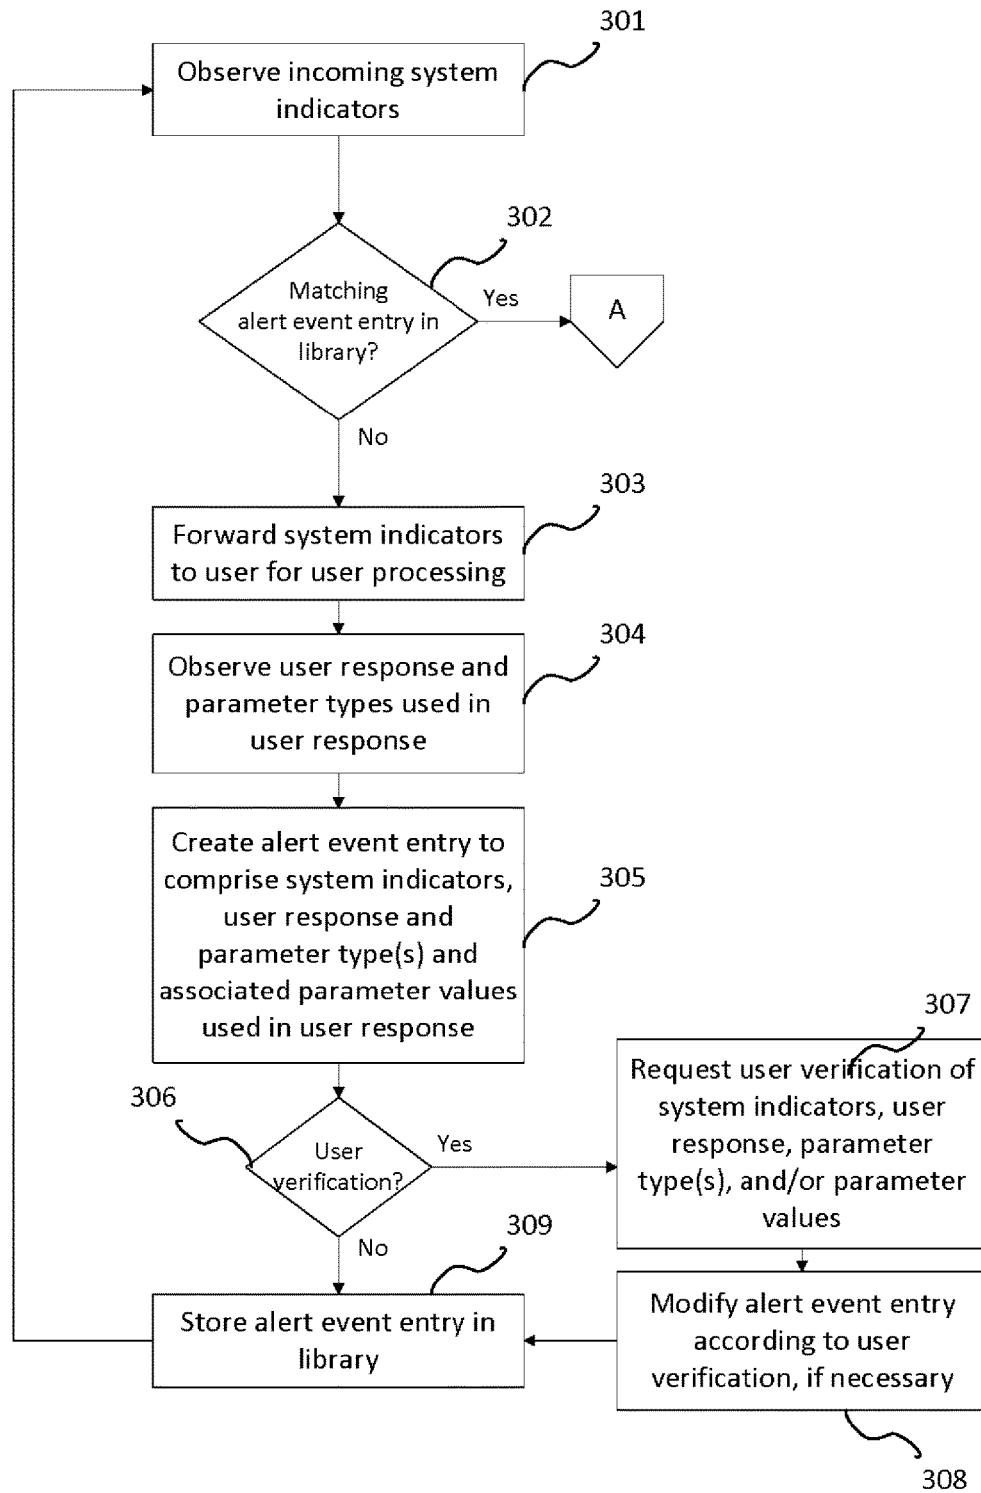 301
Observe incoming system
indicators
302
Matching
alert event entry in
library?
Yes
A
No
303
Forward system indicators
to user for user processing
304
Observe user response and
parameter types used in
user response
Create alert event entry to
comprise system indicators,
user response and
parameter type(s) and
associated parameter values
used in user response
305
307
Request user verification of
system indicators, user
response, parameter
type(s), and/or parameter
values
306
User
verification?
Yes
No
309
Store alert event entry in
library
Modify alert event entry
according to user
verification, if necessary
308